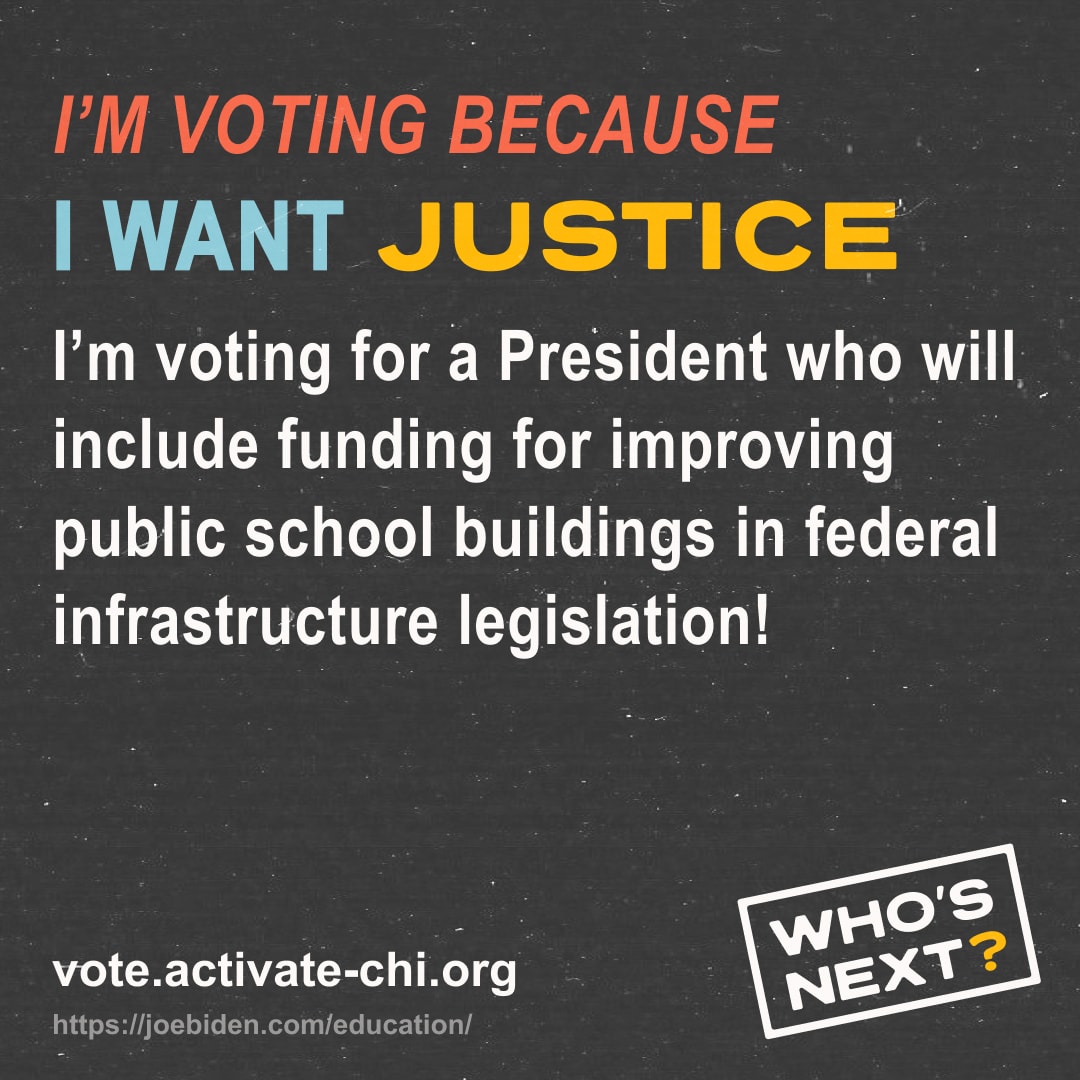 I'M VOTING BECAUSE
I WANT JUSTICE
I'm voting for a President who will
include funding for improving
public school buildings in federal
infrastructure legislation!
vote.activate-chi.org
https://joebiden.com/education/
WHO'S
NEXT?